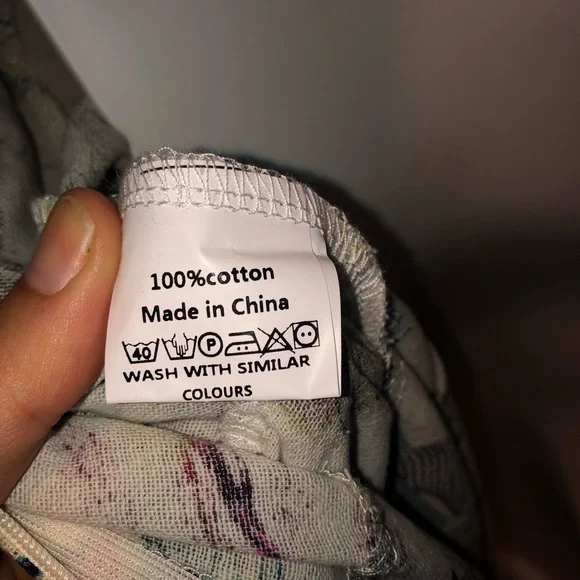 100%cotton
Made in China
40 P
WASH WITH SIMILAR
COLOURS